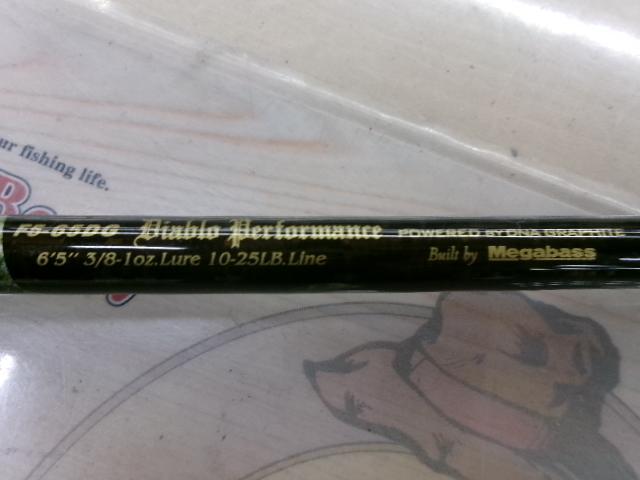 ur fishing life.
FS-65DG Diablo Performance POWERED BY DNA GRAPHITE
6'5" 3/8-1oz.Lure 10-25LB.Line Built by Megabass